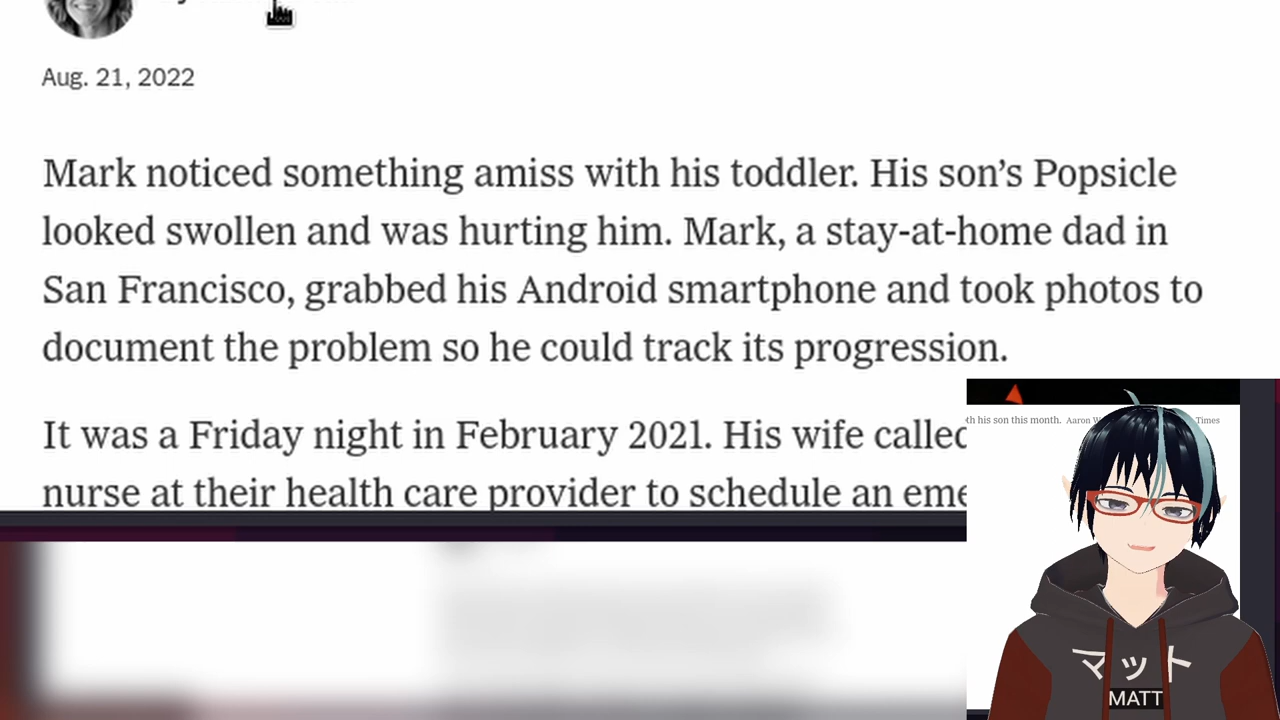 Aug. 21, 2022
Mark noticed something amiss with his toddler. His son’s Popsicle
looked swollen and was hurting him. Mark, a stay-at-home dad in
San Francisco, grabbed his Android smartphone and took photos to
document the problem so he could track its progression.
It was a Friday night in February 2021. His wife called
nurse at their health care provider to schedule an eme
th his son this month. Aaron W Times
マット
MATT